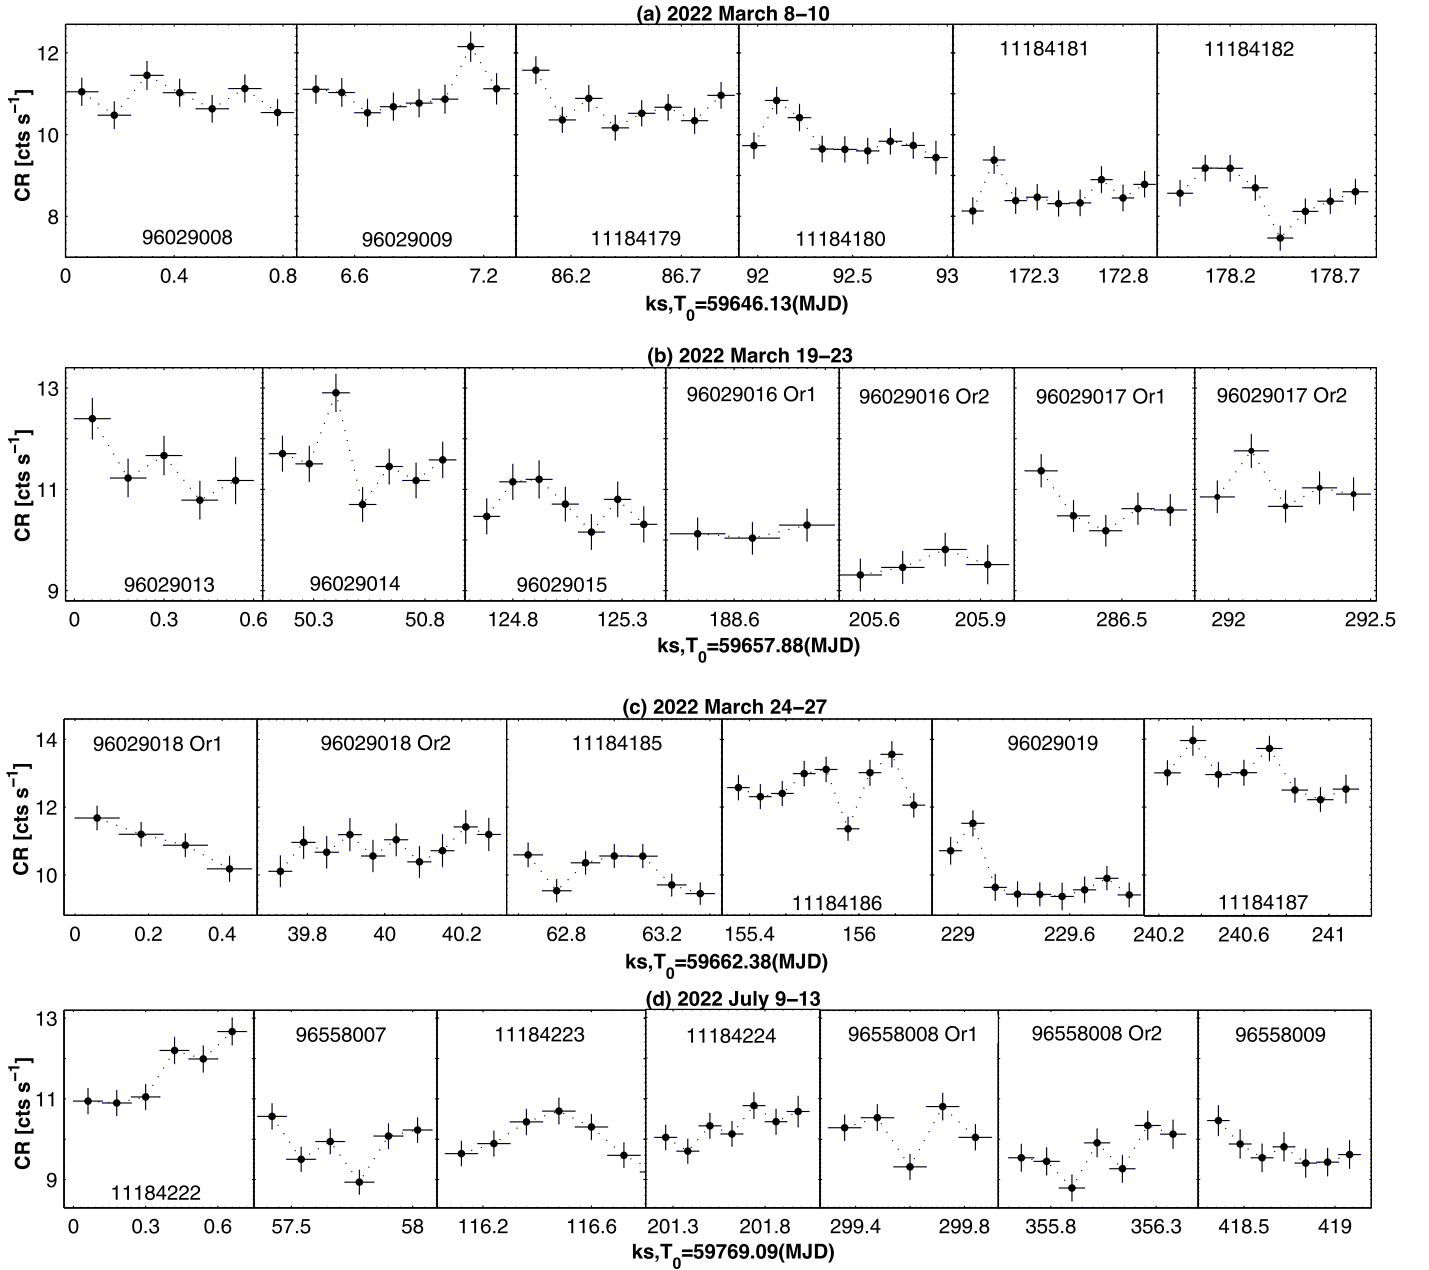 (a) 2022 March 8–10
CR [cts s⁻¹]
12
10
8
96029008
96029009
11184179
11184180
11184181
11184182
0 0.4 0.8 6.6 7.2 86.2 86.7 92 92.5 93 172.3 172.8 178.2 178.7
ks,T₀=59646.13(MJD)
(b) 2022 March 19–23
CR [cts s⁻¹]
13
11
9
96029013
96029014
96029015
96029016 Or1
96029016 Or2
96029017 Or1
96029017 Or2
0 0.3 0.6 50.3 50.8 124.8 125.3 188.6 205.6 205.9 286.5 292 292.5
ks,T₀=59657.88(MJD)
(c) 2022 March 24–27
CR [cts s⁻¹]
14
12
10
96029018 Or1
96029018 Or2
11184185
11184186
96029019
11184187
0 0.2 0.4 39.8 40 40.2 62.8 63.2 155.4 156 229 229.6 240.2 240.6 241
ks,T₀=59662.38(MJD)
(d) 2022 July 9–13
CR [cts s⁻¹]
13
11
9
11184222
96558007
11184223
11184224
96558008 Or1
96558008 Or2
96558009
0 0.3 0.6 57.5 58 116.2 116.6 201.3 201.8 299.4 299.8 355.8 356.3 418.5 419
ks,T₀=59769.09(MJD)